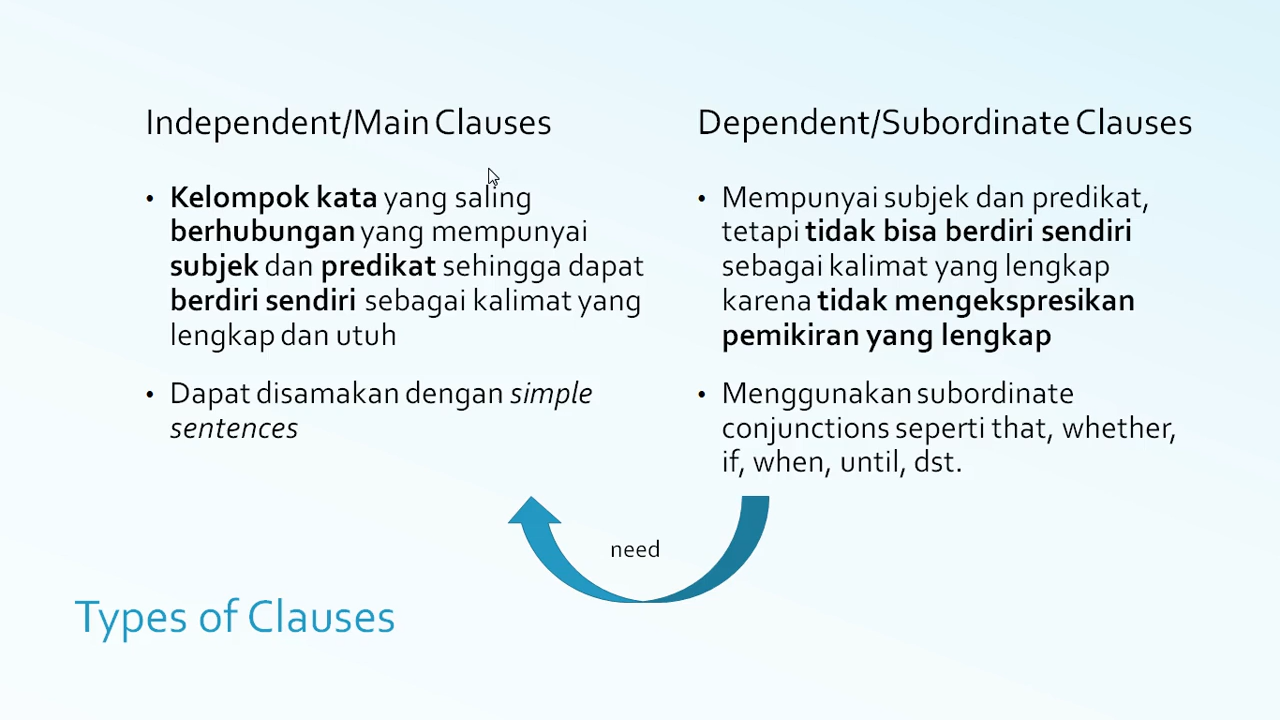 Independent/Main Clauses
• Kelompok kata yang saling
berhubungan yang mempunyai
subjek dan predikat sehingga dapat
berdiri sendiri sebagai kalimat yang
lengkap dan utuh
• Dapat disamakan dengan simple
sentences
Dependent/Subordinate Clauses
• Mempunyai subjek dan predikat,
tetapi tidak bisa berdiri sendiri
sebagai kalimat yang lengkap
karena tidak mengekspresikan
pemikiran yang lengkap
• Menggunakan subordinate
conjunctions seperti that, whether,
if, when, until, dst.
need
Types of Clauses